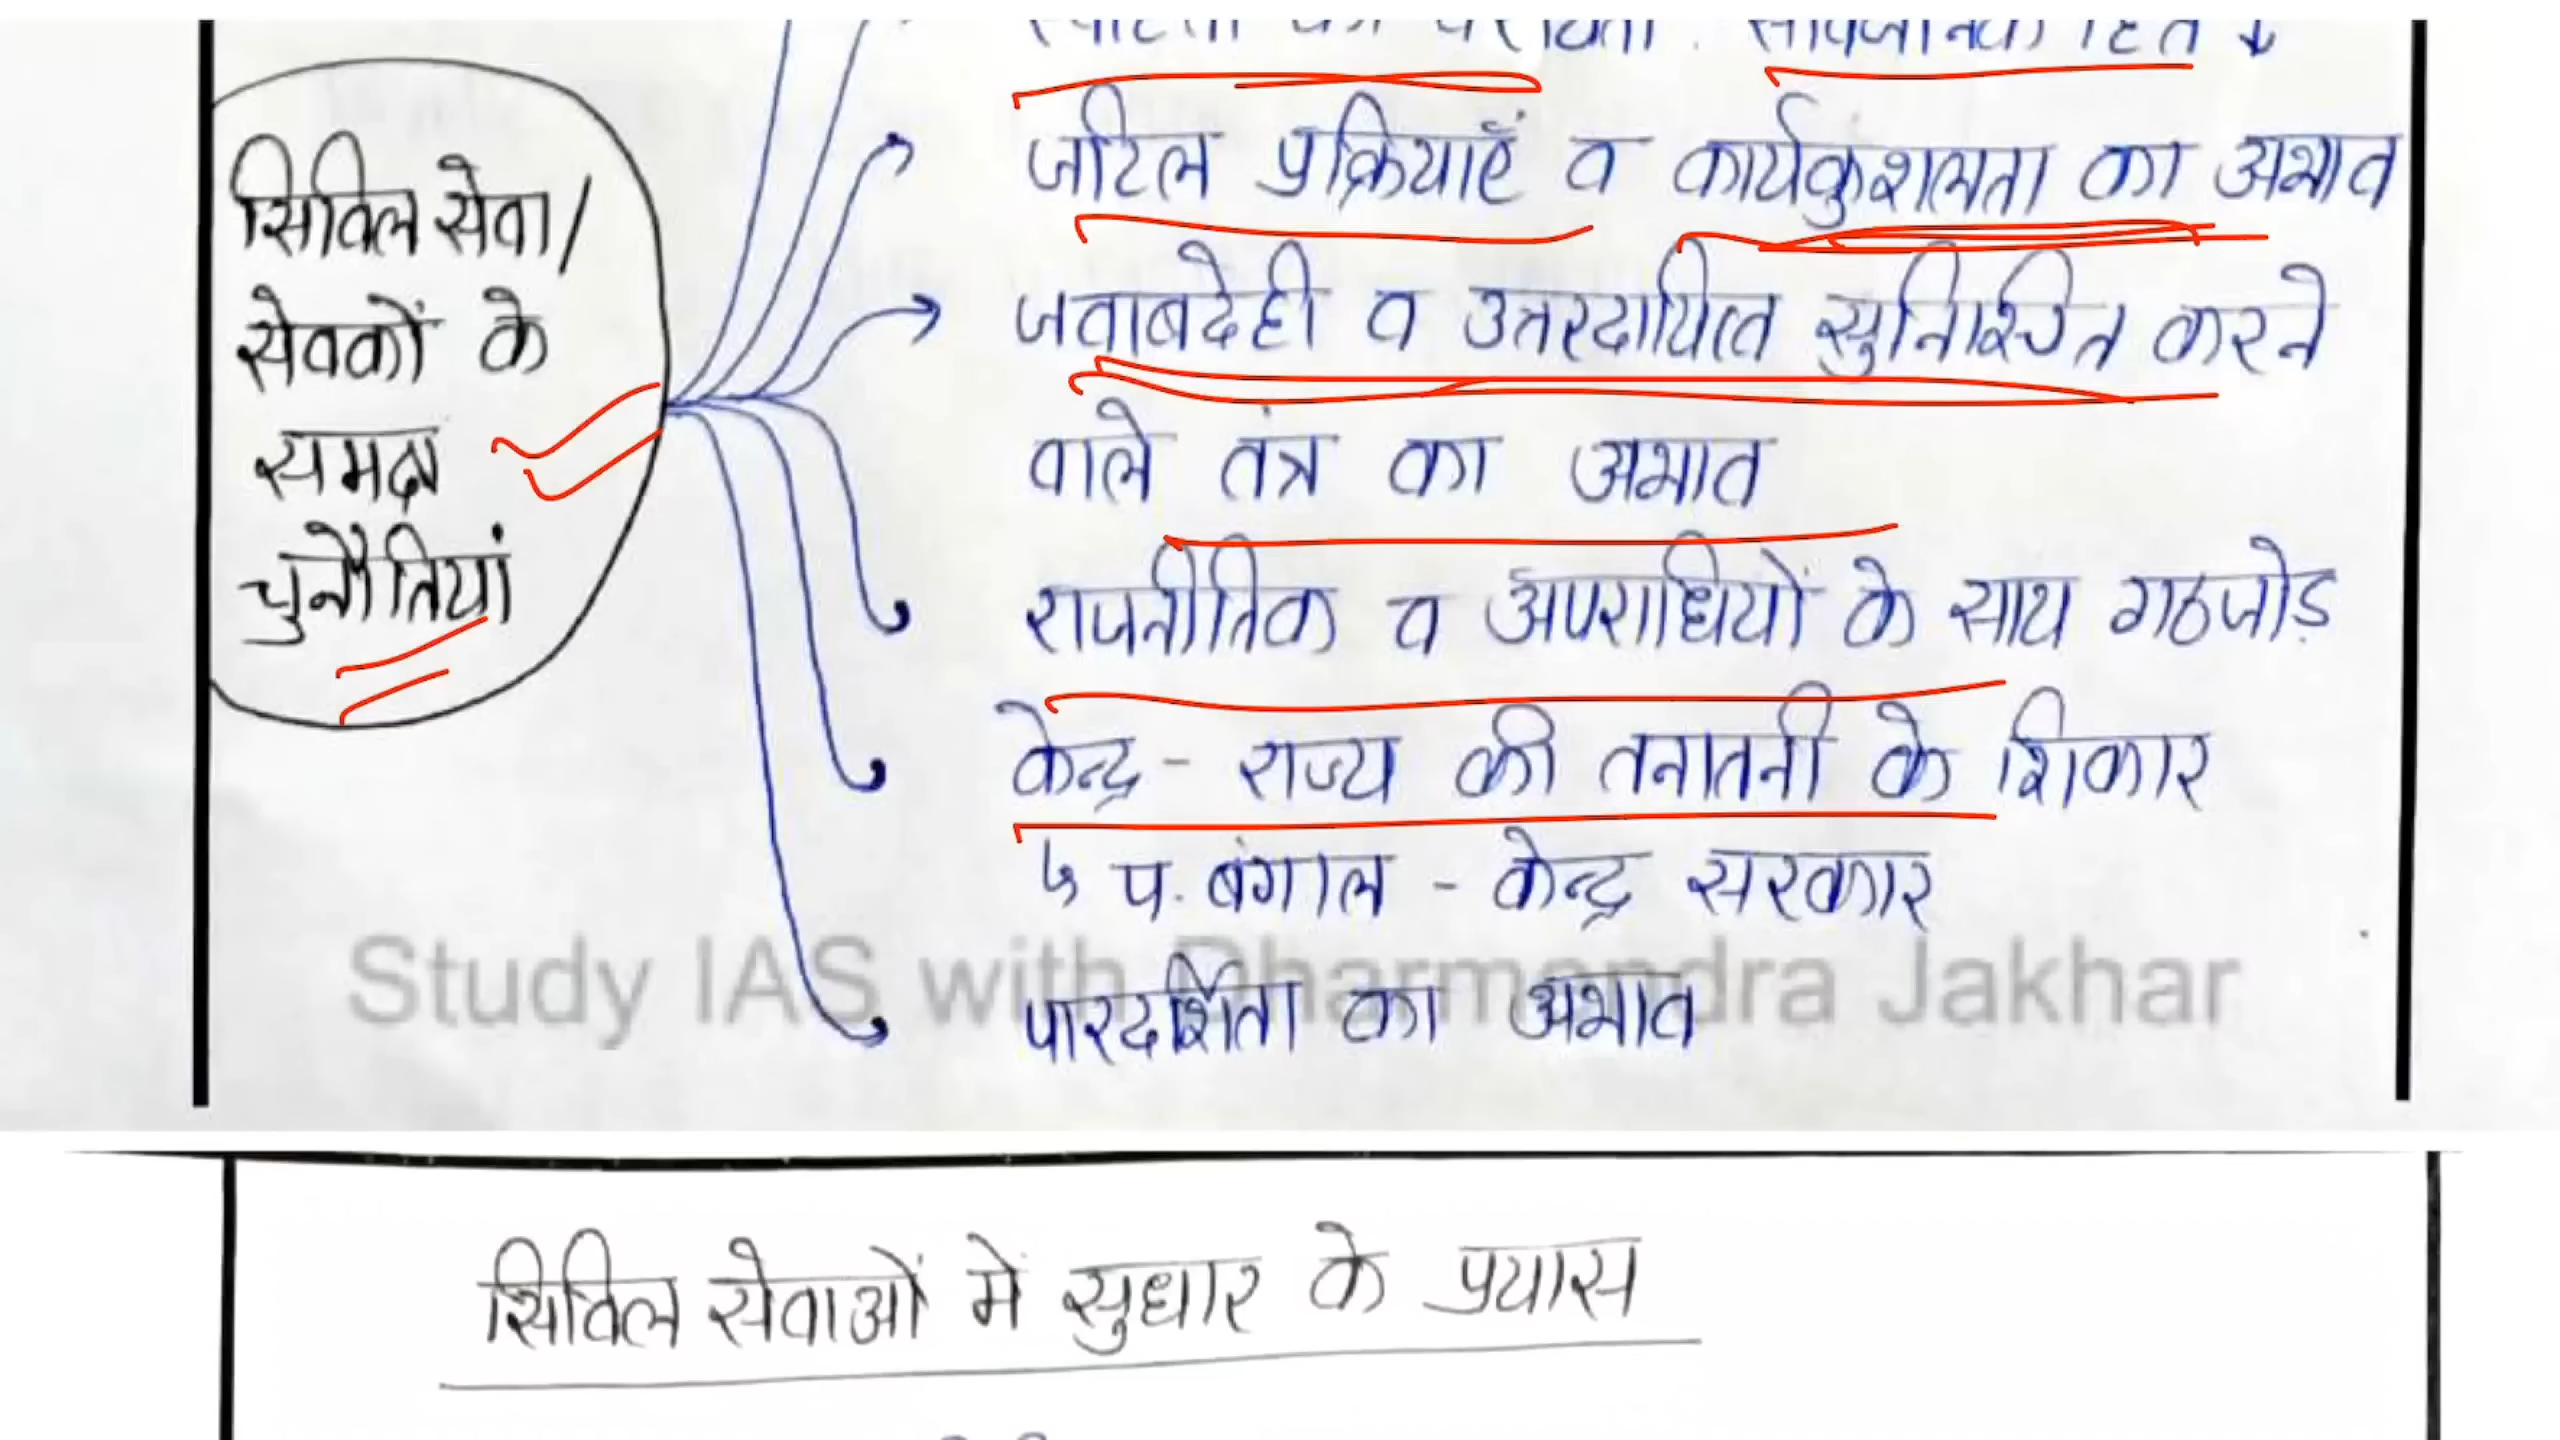 सार्वजनिक हित ↓
जटिल प्रक्रियाएँ व कार्यकुशलता का अभाव
सिविल सेवा/
सेवकों के
समक्ष
चुनौतियां
जवाबदेही व उत्तरदायित्व सुनिश्चित करने
वाले तंत्र का अभाव
राजनीतिक व अपराधियों के साथ गठजोड़
केन्द्र - राज्य की तनातनी के शिकार
↳ प. बंगाल - केन्द्र सरकार
Study IAS with Dharmendra Jakhar
पारदर्शिता का अभाव
सिविल सेवाओं में सुधार के प्रयास